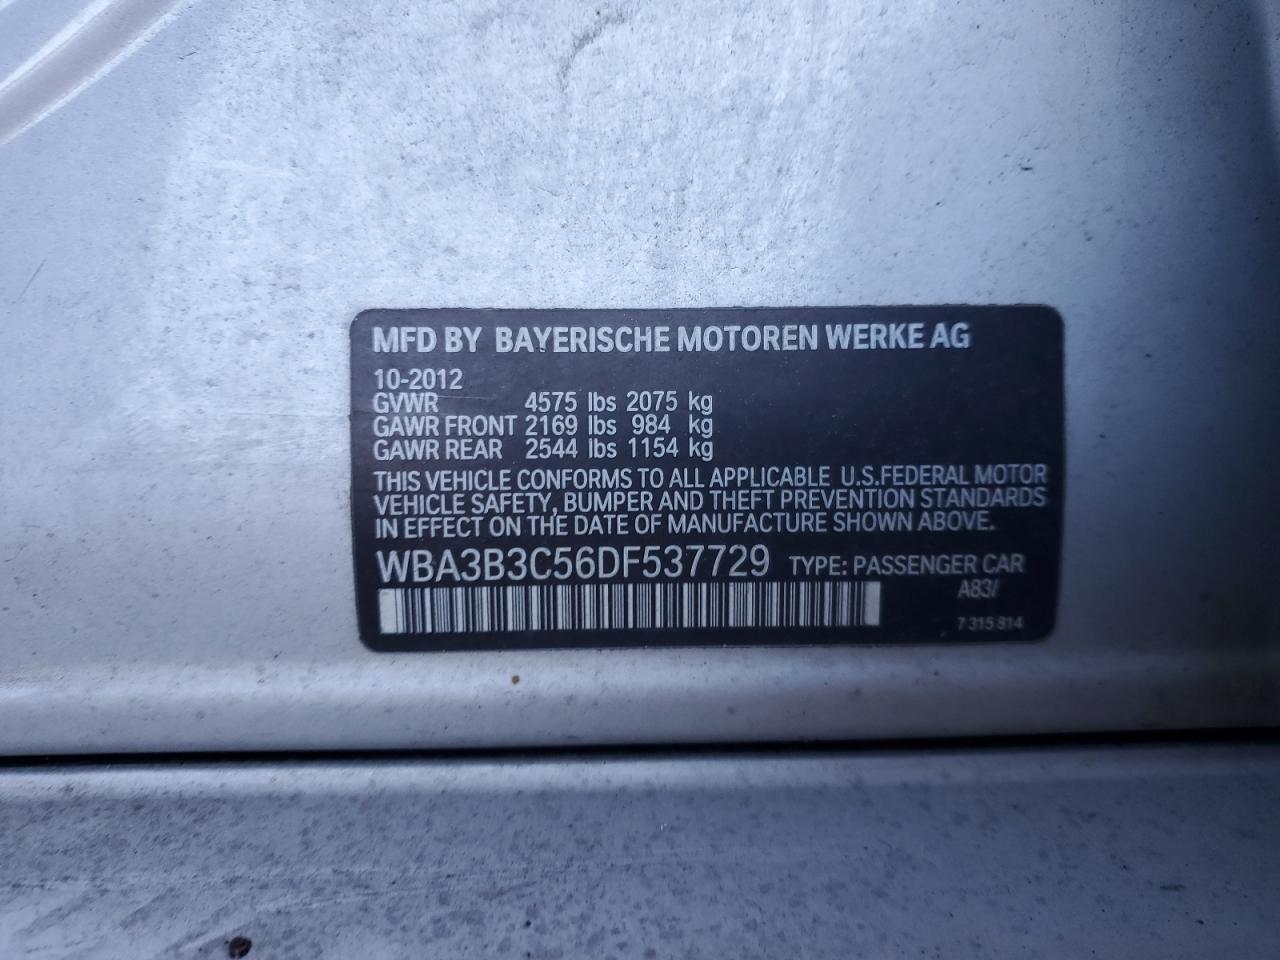 MFD BY BAYERISCHE MOTOREN WERKE AG
10-2012
GVWR 4575 lbs 2075 kg
GAWR FRONT 2169 lbs 984 kg
GAWR REAR 2544 lbs 1154 kg
THIS VEHICLE CONFORMS TO ALL APPLICABLE U.S.FEDERAL MOTOR
VEHICLE SAFETY, BUMPER AND THEFT PREVENTION STANDARDS
IN EFFECT ON THE DATE OF MANUFACTURE SHOWN ABOVE.
WBA3B3C56DF537729 TYPE: PASSENGER CAR
A83/
7 315 814